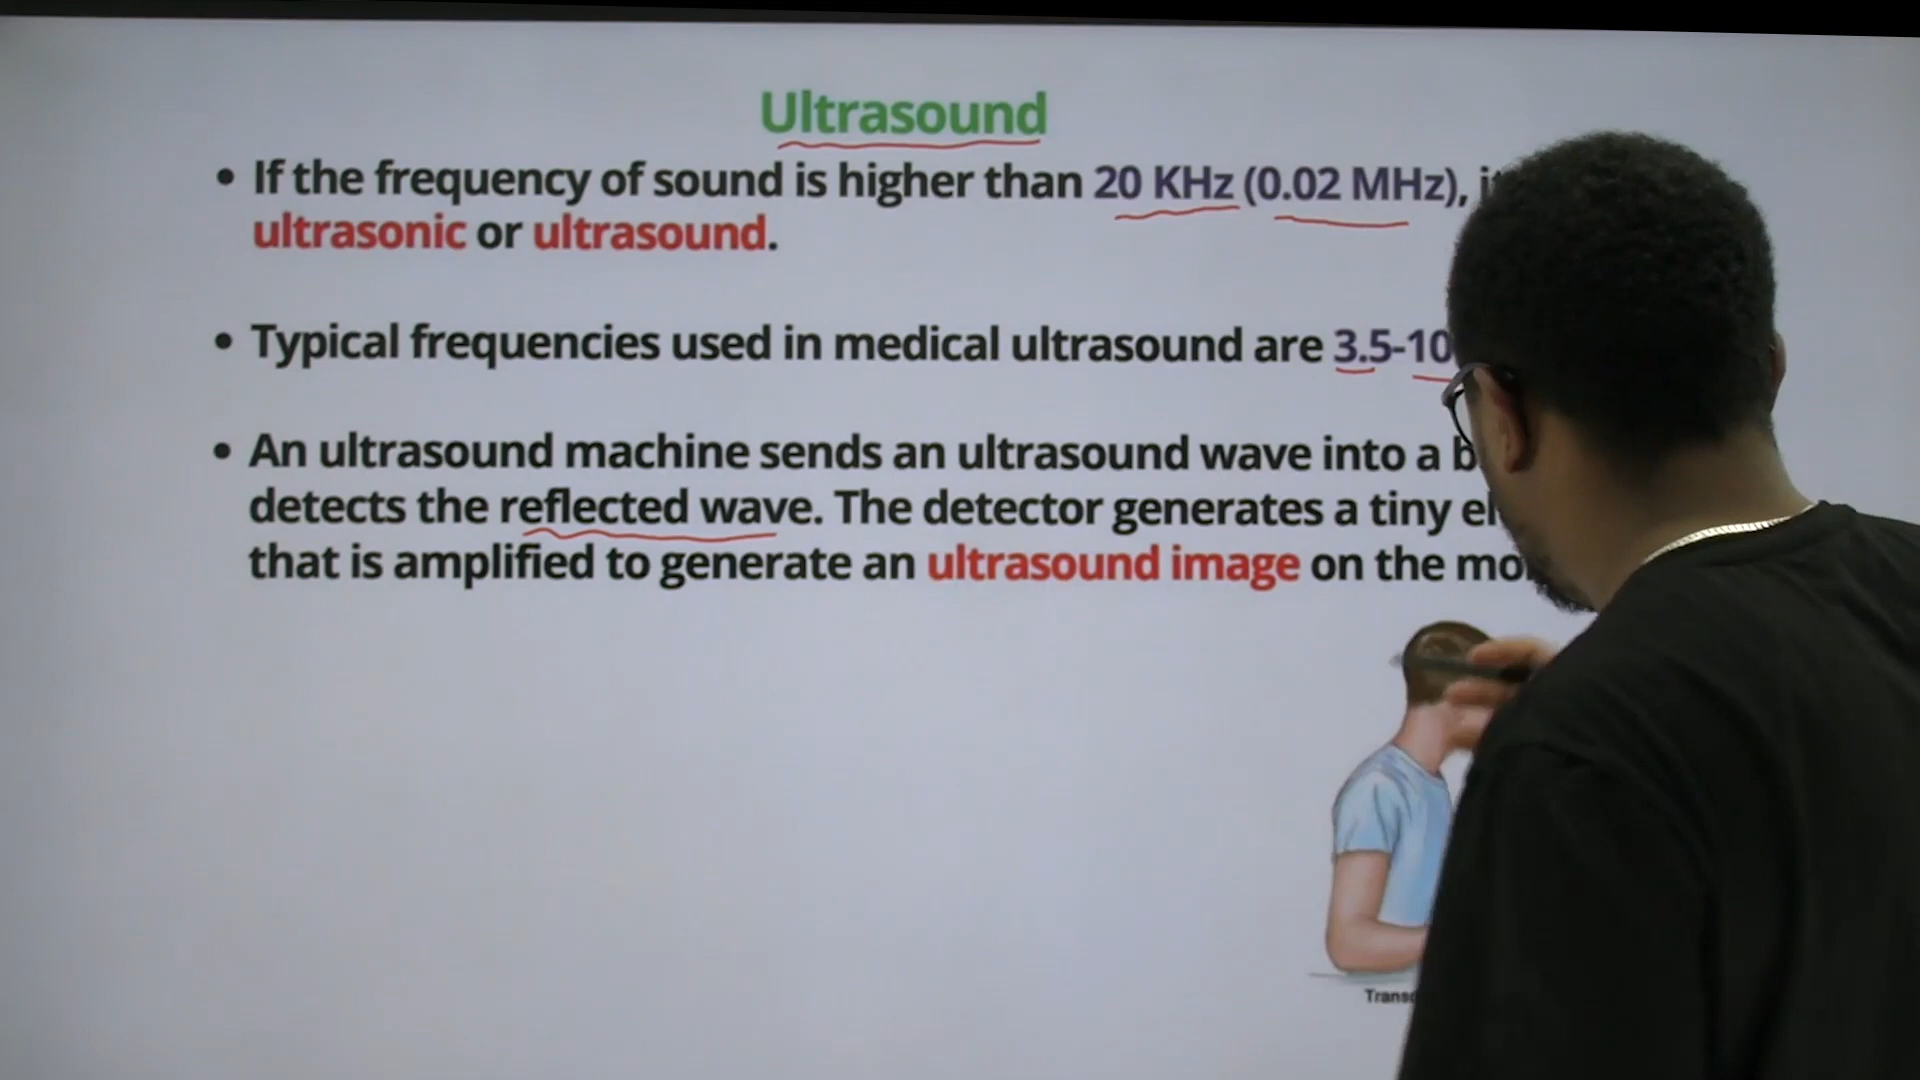 Ultrasound
• If the frequency of sound is higher than 20 KHz (0.02 MHz),
ultrasonic or ultrasound.
• Typical frequencies used in medical ultrasound are 3.5-10
• An ultrasound machine sends an ultrasound wave into a
detects the reflected wave. The detector generates a tiny
that is amplified to generate an ultrasound image on the